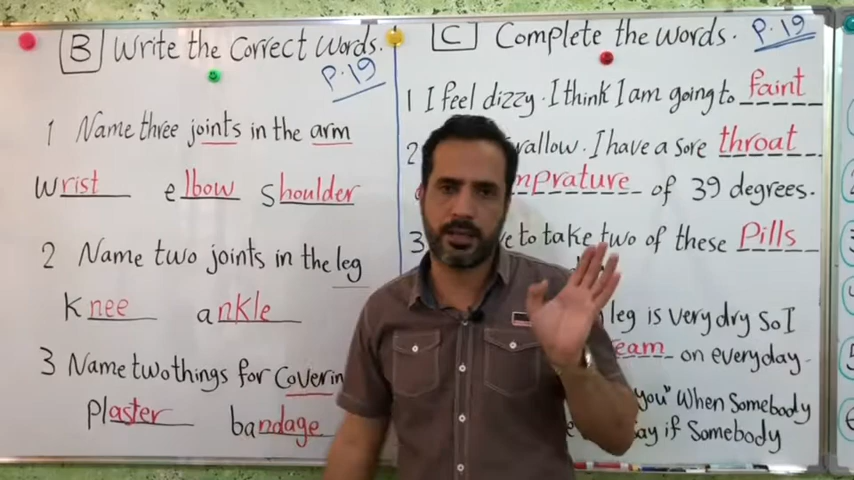 B Write the Correct Words.
P.19
1 Name three joints in the arm
wrist elbow shoulder
2 Name two joints in the leg
knee ankle
3 Name two things for Coverin
plaster bandage
C Complete the Words. P.19
1 I feel dizzy. I think I am going to faint
2 wallow. I have a sore throat
mprature of 39 degrees.
3 ve to take two of these Pills
leg is very dry So I
eam on everyday.
you" When Somebody
ay if Somebody